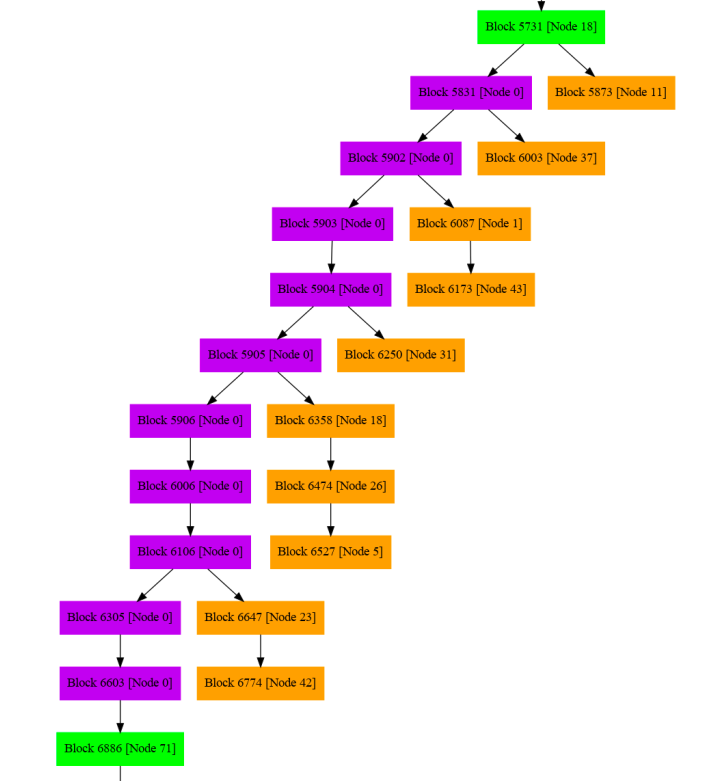 Block 5731 [Node 18]
Block 5831 [Node 0]
Block 5873 [Node 11]
Block 5902 [Node 0]
Block 6003 [Node 37]
Block 5903 [Node 0]
Block 6087 [Node 1]
Block 5904 [Node 0]
Block 6173 [Node 43]
Block 5905 [Node 0]
Block 6250 [Node 31]
Block 5906 [Node 0]
Block 6358 [Node 18]
Block 6006 [Node 0]
Block 6474 [Node 26]
Block 6106 [Node 0]
Block 6527 [Node 5]
Block 6305 [Node 0]
Block 6647 [Node 23]
Block 6603 [Node 0]
Block 6774 [Node 42]
Block 6886 [Node 71]